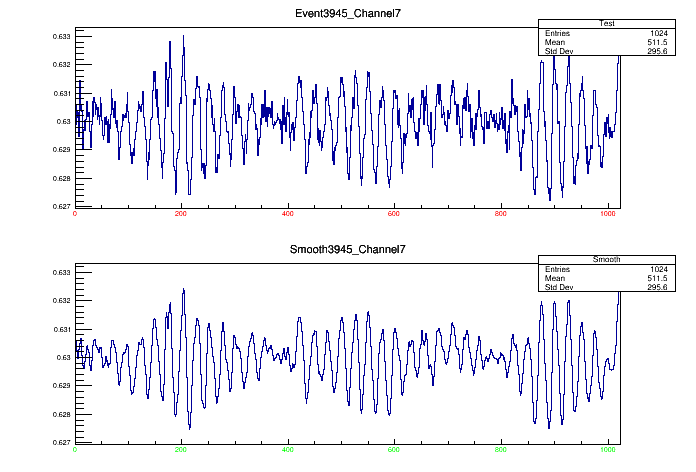 Event3945_Channel7
Test
Entries 1024
Mean 511.5
Std Dev 295.6
0.633
0.632
0.631
0.63
0.629
0.628
0.627
0 200 400 600 800 1000
Smooth3945_Channel7
Smooth
Entries 1024
Mean 511.5
Std Dev 295.6
0.633
0.632
0.631
0.63
0.629
0.628
0.627
0 200 400 600 800 1000